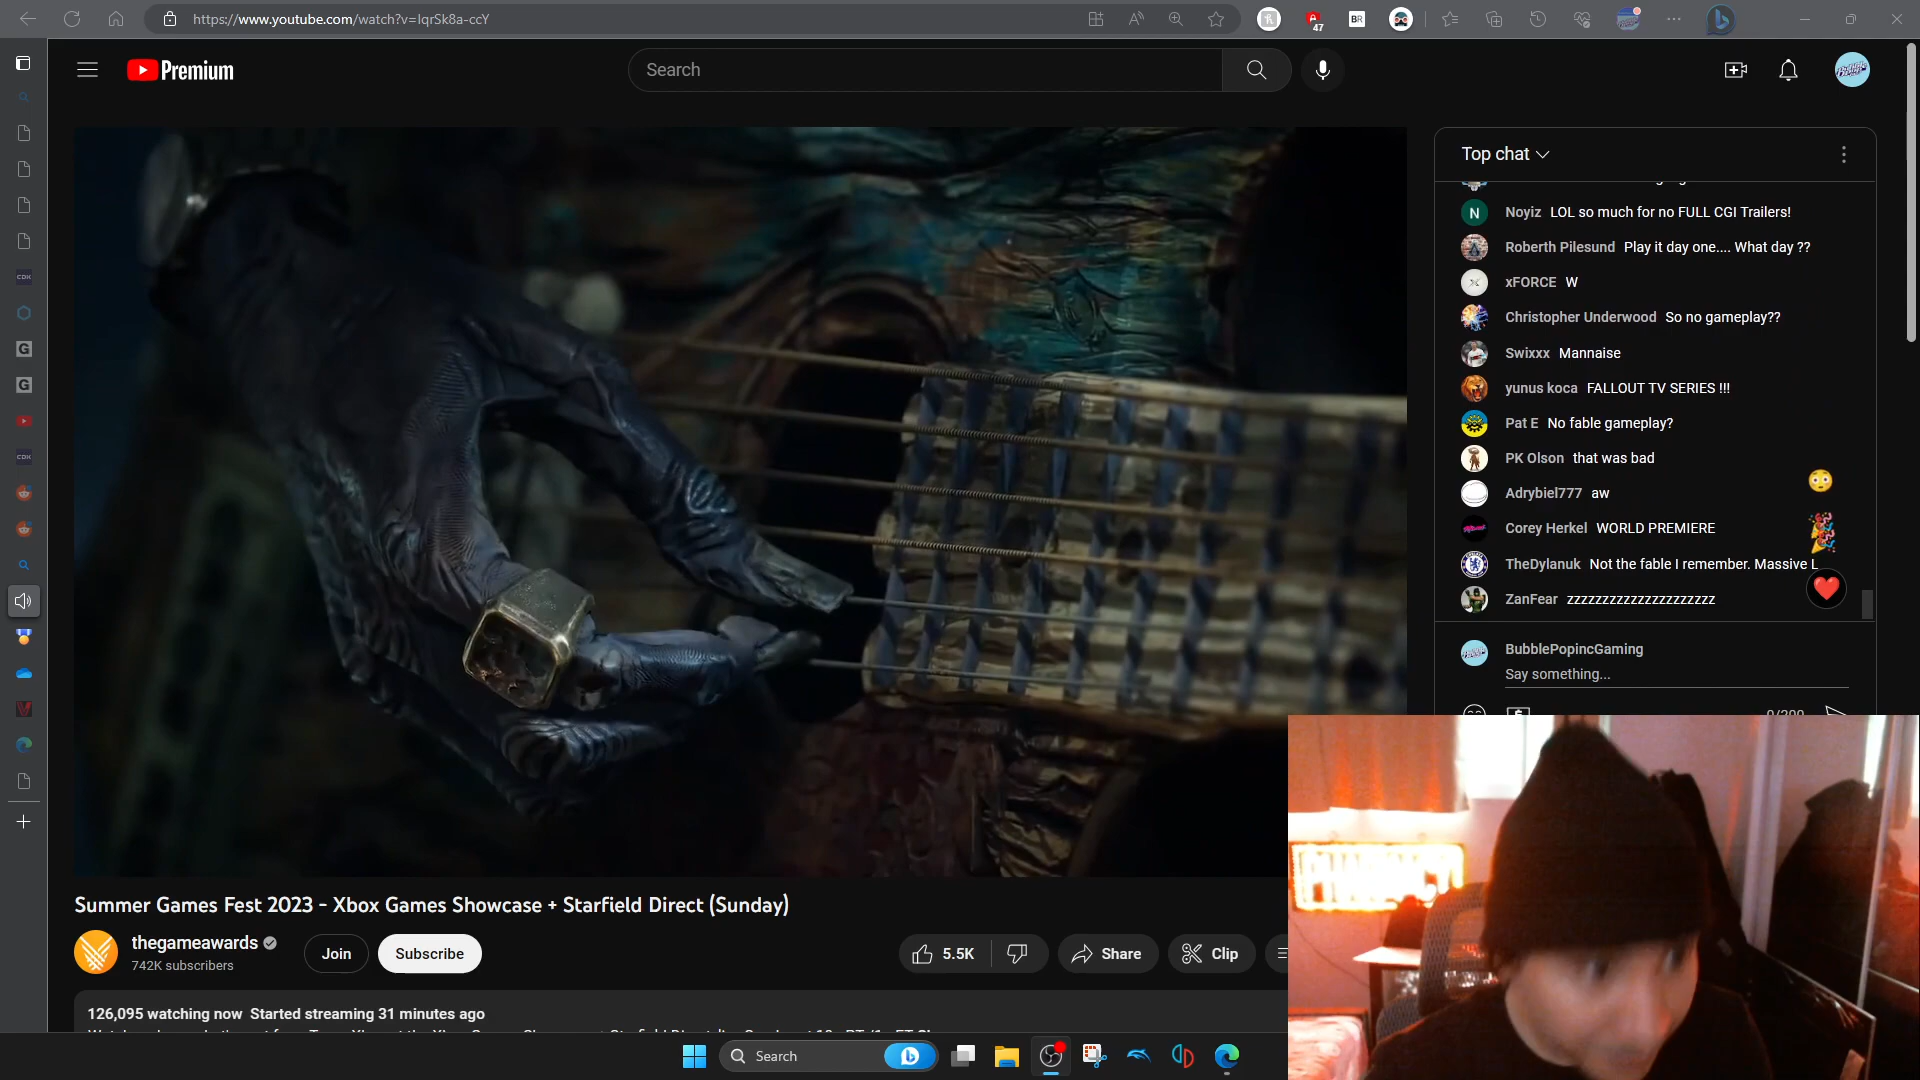 https://www.youtube.com/watch?v=IqrSk8a-ccY
47
BR
Premium
Search
Top chat
Noyiz LOL so much for no FULL CGI Trailers!
Roberth Pilesund Play it day one.... What day ??
xFORCE W
Christopher Underwood So no gameplay??
Swixxx Mannaise
yunus koca FALLOUT TV SERIES !!!
Pat E No fable gameplay?
PK Olson that was bad
Adrybiel777 aw
Corey Herkel WORLD PREMIERE
TheDylanuk Not the fable I remember. Massive L
ZanFear zzzzzzzzzzzzzzzzzzzzz
BubblePopincGaming
Say something...
0/200
Summer Games Fest 2023 - Xbox Games Showcase + Starfield Direct (Sunday)
thegameawards
742K subscribers
Join
Subscribe
5.5K
Share
Clip
126,095 watching now Started streaming 31 minutes ago
Search